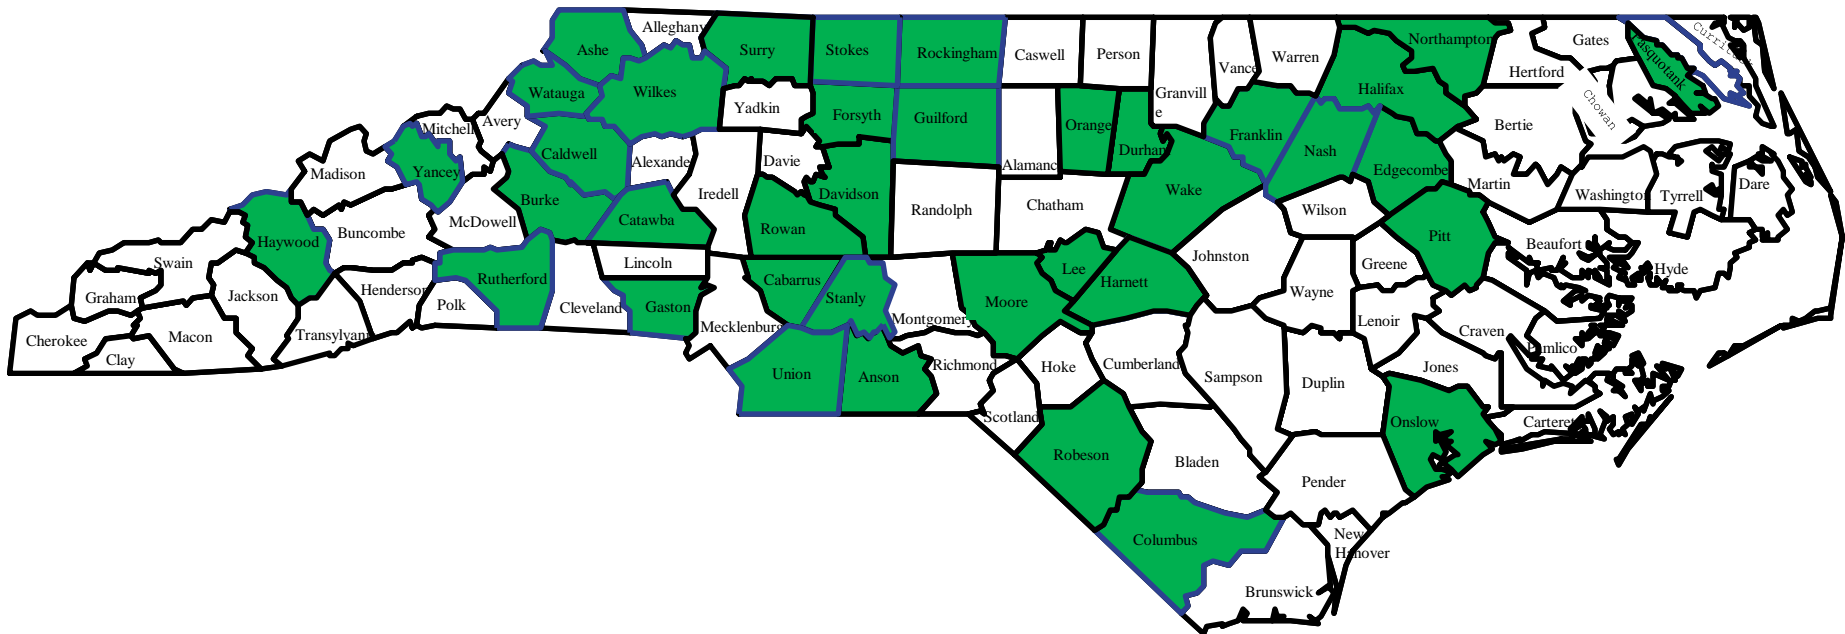 Alleghany
Ashe
Surry
Stokes
Rockingham
Caswell
Person
Vance
Warren
Northampton
Gates
Hertford
Pasquotank
Watauga
Wilkes
Yadkin
Forsyth
Guilford
Granvill
e
Halifax
Chowan
Mitchell
Avery
Caldwell
Alexande
Davie
Alamanc
Orange
Durham
Franklin
Nash
Edgecombe
Bertie
Madison
Yancey
Burke
Catawba
Iredell
Davidson
Randolph
Chatham
Wake
Wilson
Martin
Washington
Tyrrell
Dare
Haywood
Buncombe
McDowell
Rowan
Johnston
Pitt
Beaufort
Hyde
Swain
Graham
Jackson
Henderson
Polk
Rutherford
Cleveland
Lincoln
Gaston
Cabarrus
Stanly
Montgomery
Moore
Lee
Harnett
Wayne
Greene
Lenoir
Craven
Pamlico
Cherokee
Clay
Macon
Transylvani
Mecklenburg
Union
Anson
Richmond
Hoke
Cumberland
Sampson
Duplin
Jones
Scotland
Robeson
Bladen
Onslow
Carteret
Pender
Columbus
New
Hanover
Brunswick